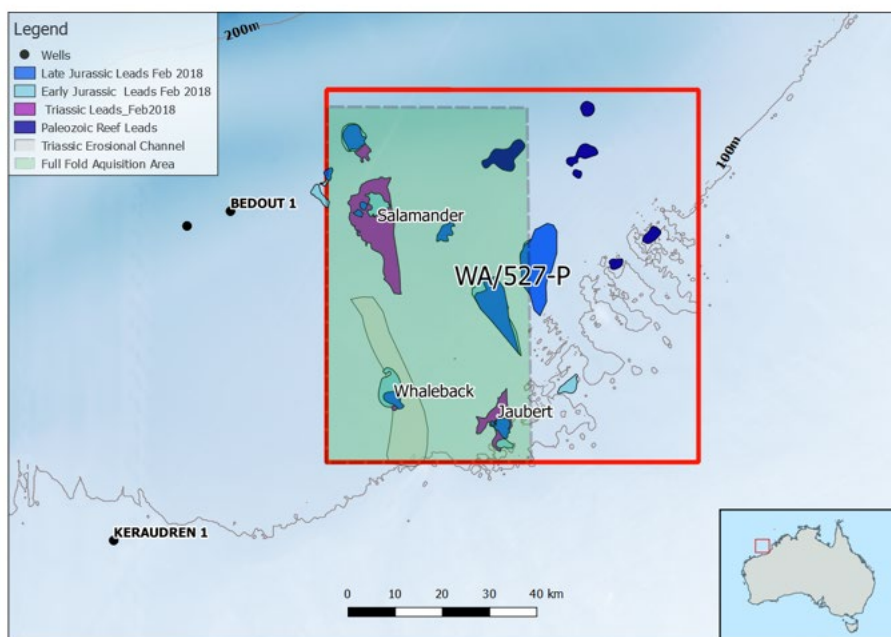 Legend
Wells
Late Jurassic Leads Feb 2018
Early Jurassic  Leads Feb 2018
Triassic Leads_Feb2018
Paleozoic Reef Leads
Triassic Erosional Channel
Full Fold Aquisition Area
200m
100m
BEDOUT 1
Salamander
WA/527-P
Whaleback
Jaubert
KERAUDREN 1
0 10 20 30 40 km